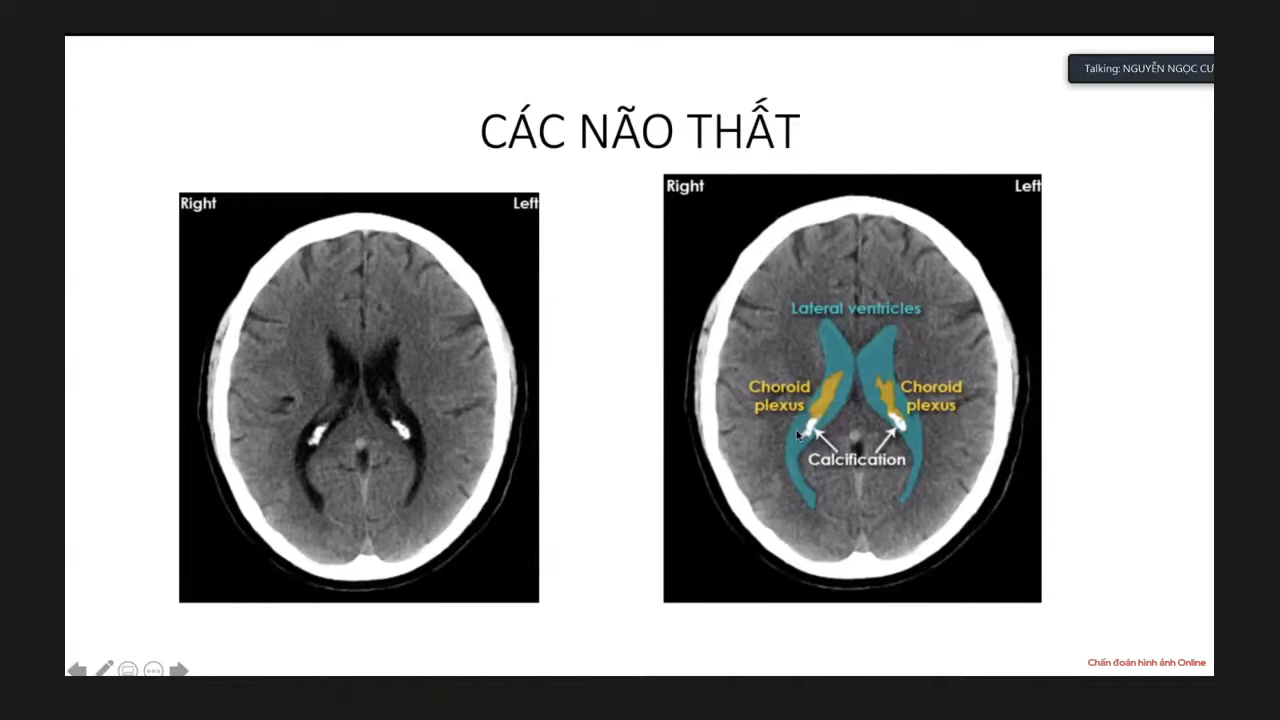 Talking: NGUYỄN NGỌC CƯ
CÁC NÃO THẤT
Right
Left
Right
Left
Lateral ventricles
Choroid
plexus
Choroid
plexus
Calcification
Chẩn đoán hình ảnh Online